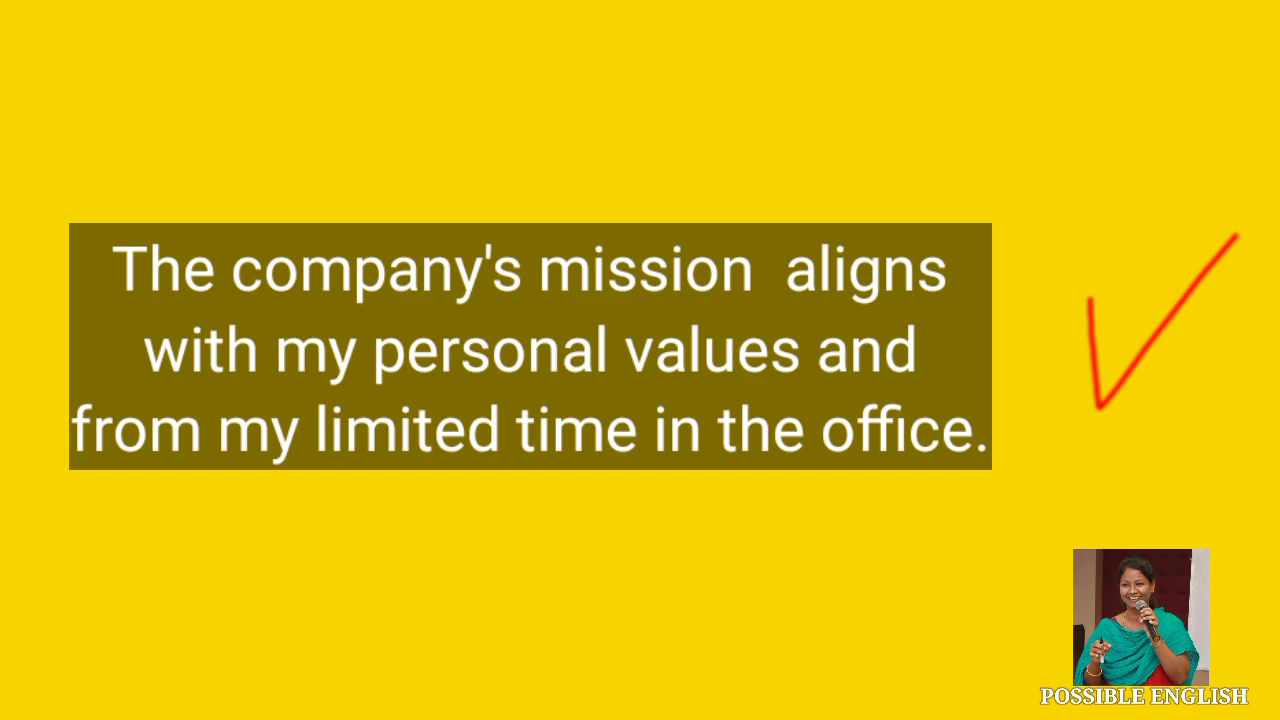 The company's mission  aligns
with my personal values and
from my limited time in the office.
POSSIBLE ENGLISH